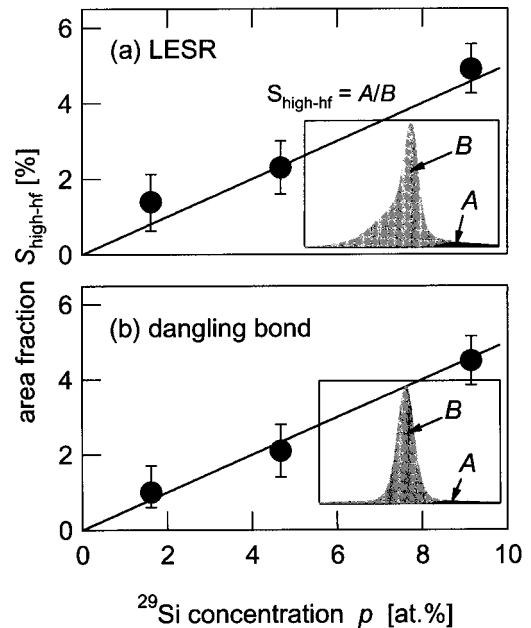 6
(a) LESR
S_high-hf = A/B
4
B
2
A
0
area fraction S_high-hf [%]
6
(b) dangling bond
4
B
2
A
0
0 2 4 6 8 10
²⁹Si concentration p [at.%]